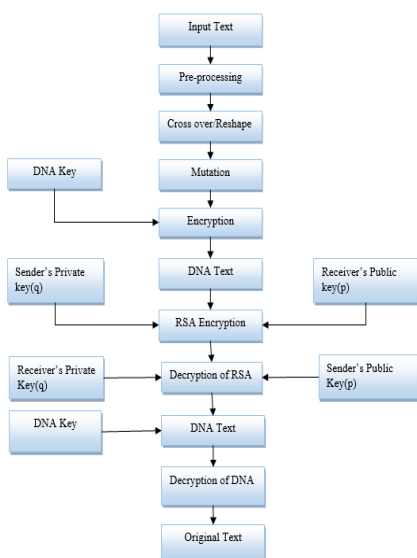 Input Text
Pre-processing
Cross over/Reshape
DNA Key
Mutation
Encryption
Sender's Private
key(q)
DNA Text
Receiver's Public
key(p)
RSA Encryption
Receiver's Private
Key(q)
Decryption of RSA
Sender's Public
Key(p)
DNA Key
DNA Text
Decryption of DNA
Original Text